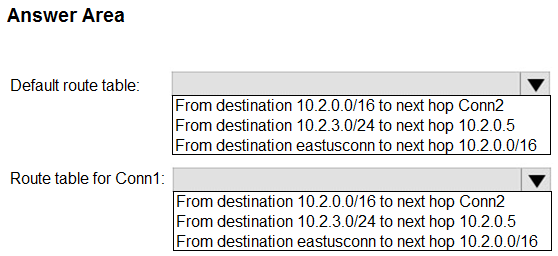 Answer Area
Default route table:
From destination 10.2.0.0/16 to next hop Conn2
From destination 10.2.3.0/24 to next hop 10.2.0.5
From destination eastusconn to next hop 10.2.0.0/16
Route table for Conn1:
From destination 10.2.0.0/16 to next hop Conn2
From destination 10.2.3.0/24 to next hop 10.2.0.5
From destination eastusconn to next hop 10.2.0.0/16